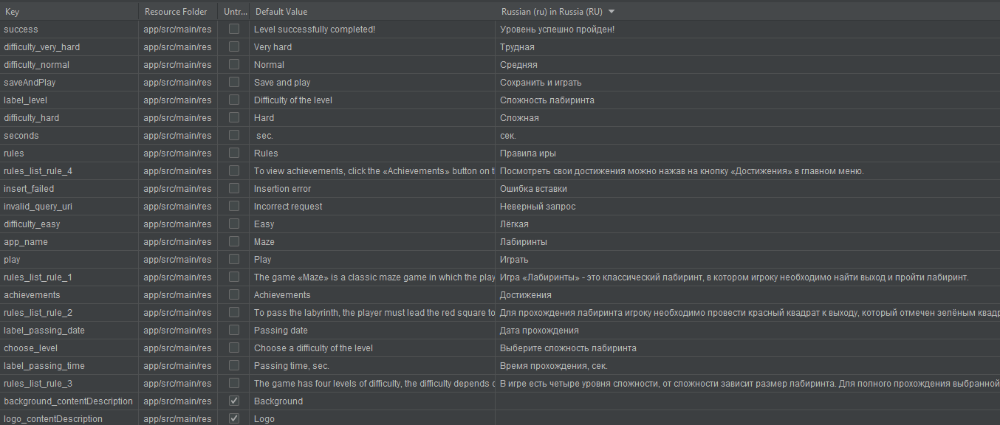 Key Resource Folder Untr... Default Value Russian (ru) in Russia (RU)
success app/src/main/res Level successfully completed! Уровень успешно пройден!
difficulty_very_hard app/src/main/res Very hard Трудная
difficulty_normal app/src/main/res Normal Средняя
saveAndPlay app/src/main/res Save and play Сохранить и играть
label_level app/src/main/res Difficulty of the level Сложность лабиринта
difficulty_hard app/src/main/res Hard Сложная
seconds app/src/main/res sec. сек.
rules app/src/main/res Rules Правила иры
rules_list_rule_4 app/src/main/res To view achievements, click the «Achievements» button on t Посмотреть свои достижения можно нажав на кнопку «Достижения» в главном меню.
insert_failed app/src/main/res Insertion error Ошибка вставки
invalid_query_uri app/src/main/res Incorrect request Неверный запрос
difficulty_easy app/src/main/res Easy Лёгкая
app_name app/src/main/res Maze Лабиринты
play app/src/main/res Play Играть
rules_list_rule_1 app/src/main/res The game «Maze» is a classic maze game in which the play Игра «Лабиринты» - это классический лабиринт, в котором игроку необходимо найти выход и пройти лабиринт.
achievements app/src/main/res Achievements Достижения
rules_list_rule_2 app/src/main/res To pass the labyrinth, the player must lead the red square to Для прохождения лабиринта игроку необходимо провести красный квадрат к выходу, который отмечен зелёным квадр
label_passing_date app/src/main/res Passing date Дата прохождения
choose_level app/src/main/res Choose a difficulty of the level Выберите сложность лабиринта
label_passing_time app/src/main/res Passing time, sec. Время прохождения, сек.
rules_list_rule_3 app/src/main/res The game has four levels of difficulty, the difficulty depends o В игре есть четыре уровня сложности, от сложности зависит размер лабиринта. Для полного прохождения выбранной
background_contentDescription app/src/main/res Background
logo_contentDescription app/src/main/res Logo